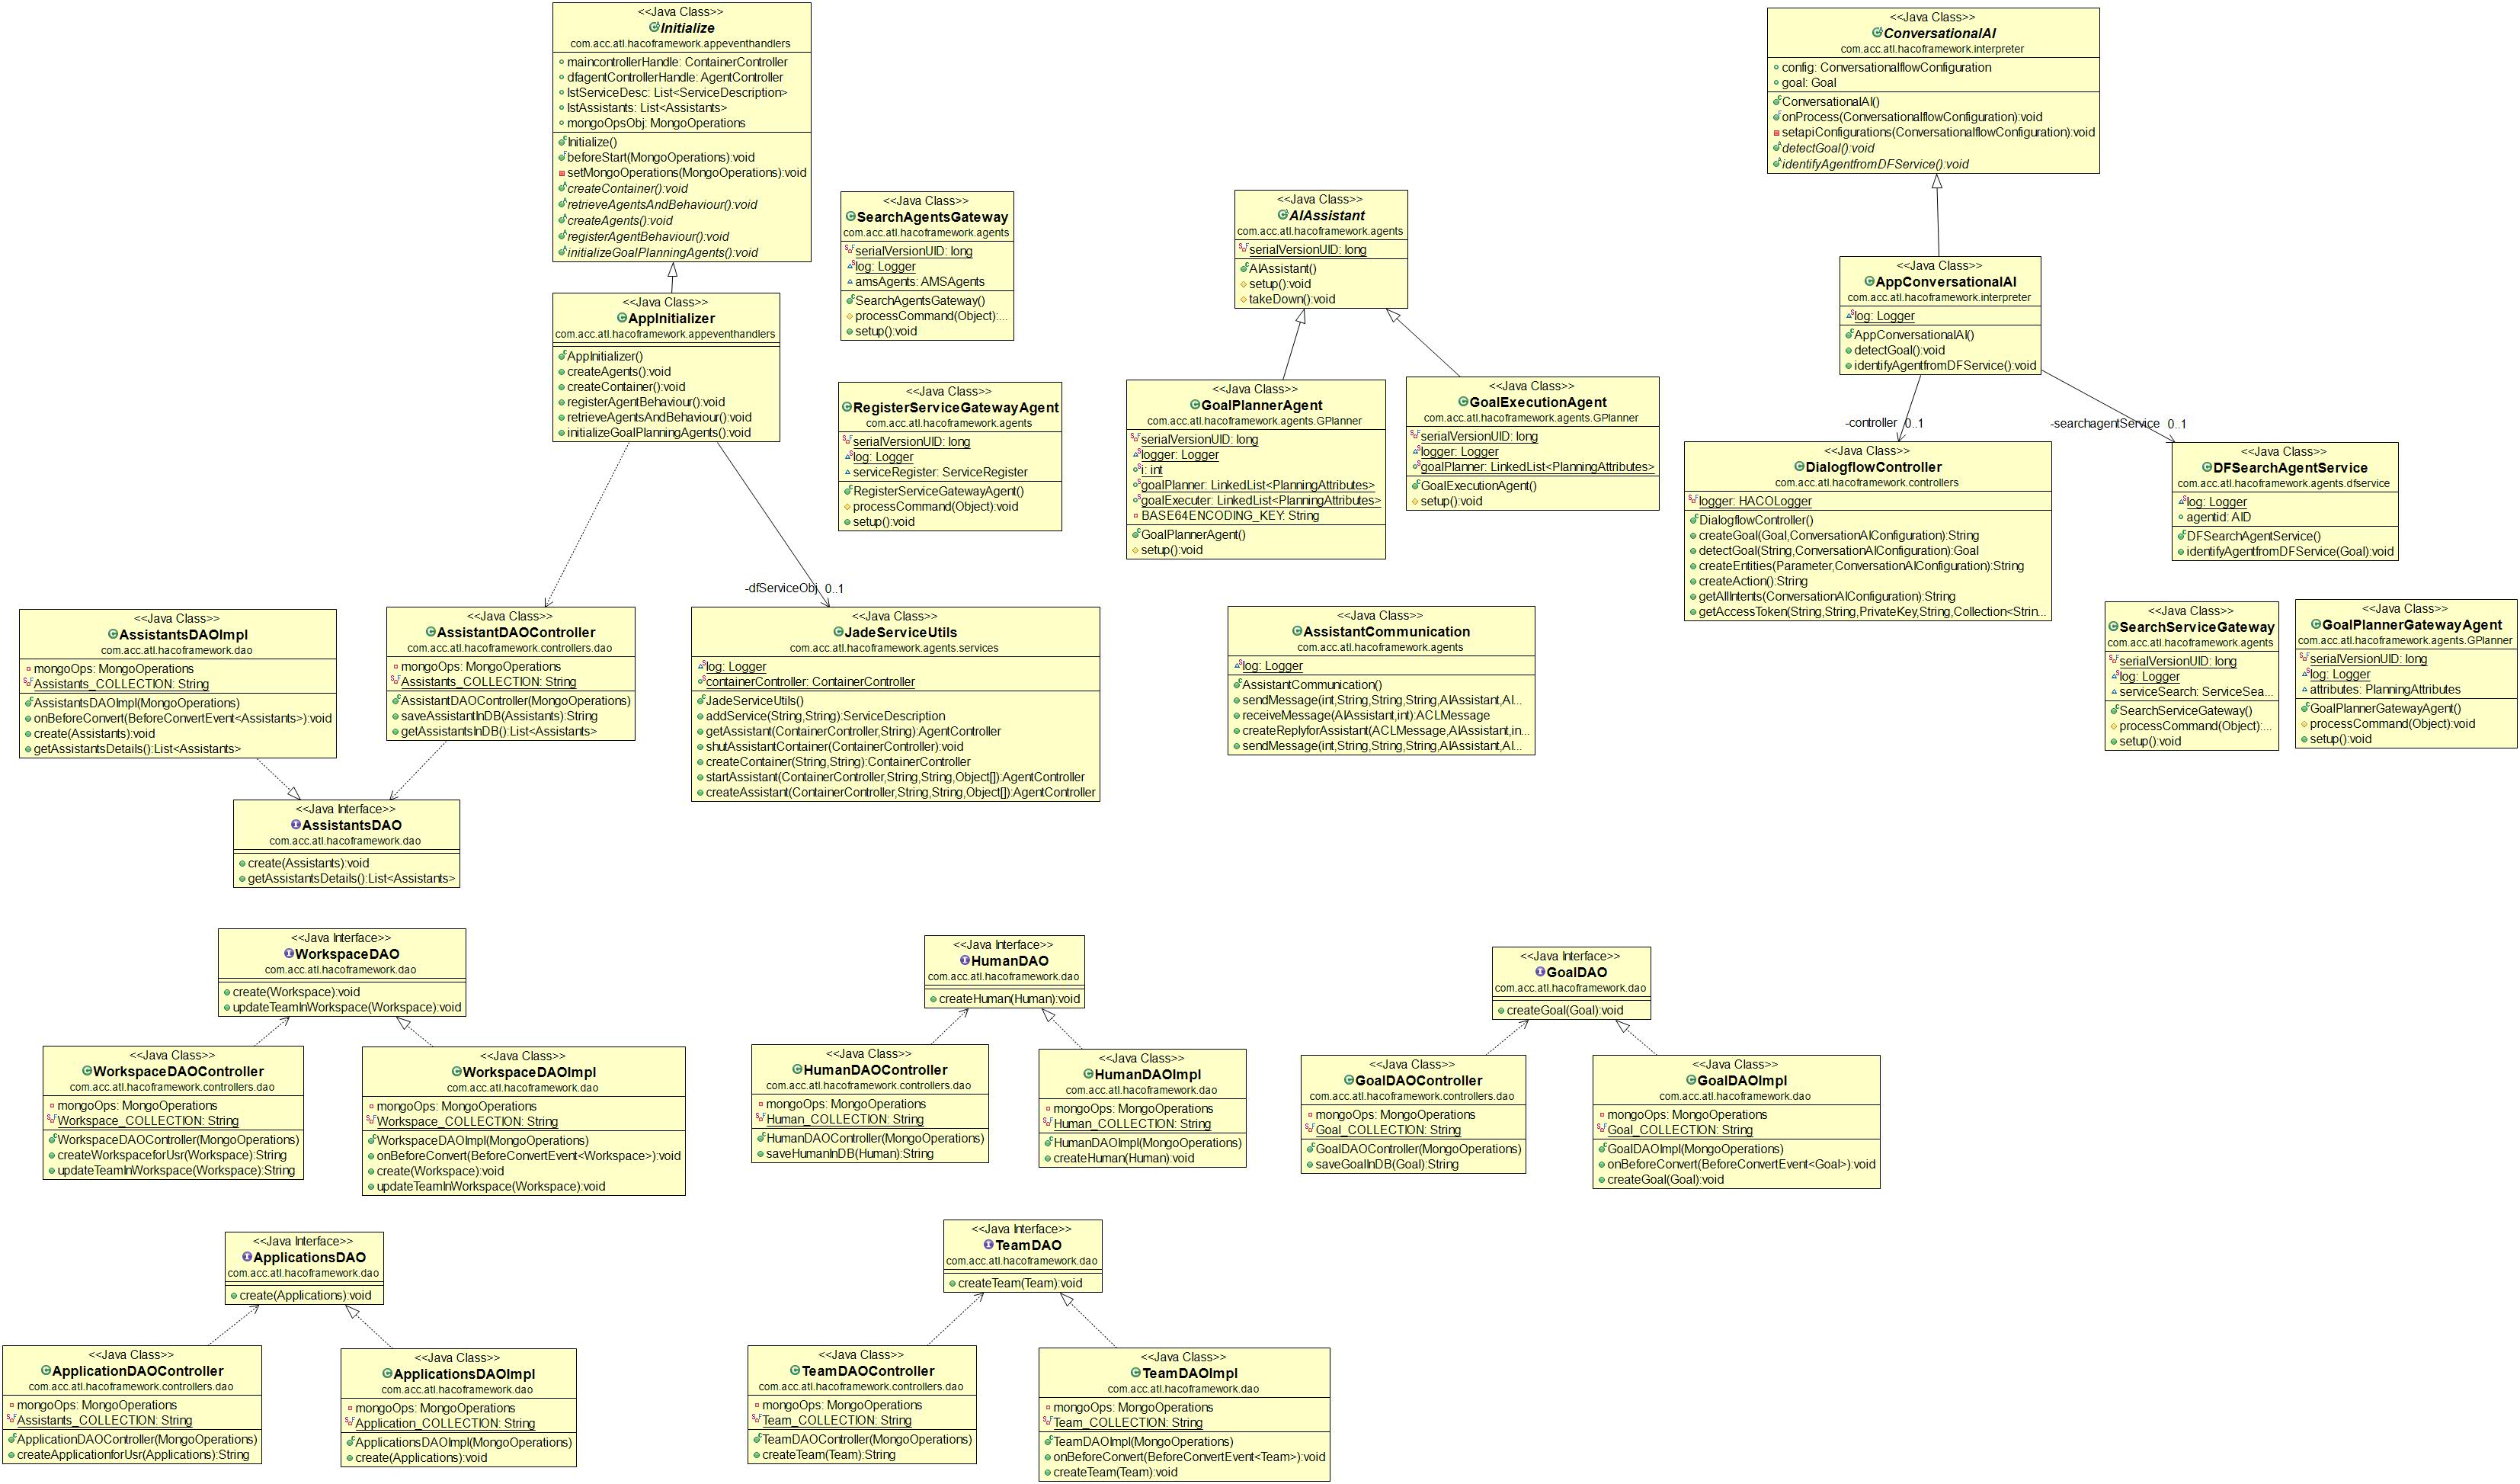 <<Java Class>>
Initialize
com.acc.atl.hacoframework.appeventhandlers
maincontrollerHandle: ContainerController
dfagentControllerHandle: AgentController
lstServiceDesc: List<ServiceDescription>
lstAssistants: List<Assistants>
mongoOpsObj: MongoOperations
Initialize()
beforeStart(MongoOperations):void
setMongoOperations(MongoOperations):void
createContainer():void
retrieveAgentsAndBehaviour():void
createAgents():void
registerAgentBehaviour():void
initializeGoalPlanningAgents():void
<<Java Class>>
ConversationalAI
com.acc.atl.hacoframework.interpreter
config: ConversationalflowConfiguration
goal: Goal
ConversationalAI()
onProcess(ConversationalflowConfiguration):void
setapiConfigurations(ConversationalflowConfiguration):void
detectGoal():void
identifyAgentfromDFService():void
<<Java Class>>
SearchAgentsGateway
com.acc.atl.hacoframework.agents
serialVersionUID: long
log: Logger
amsAgents: AMSAgents
SearchAgentsGateway()
processCommand(Object):...
setup():void
<<Java Class>>
AIAssistant
com.acc.atl.hacoframework.agents
serialVersionUID: long
AIAssistant()
setup():void
takeDown():void
<<Java Class>>
AppConversationalAI
com.acc.atl.hacoframework.interpreter
log: Logger
AppConversationalAI()
detectGoal():void
identifyAgentfromDFService():void
<<Java Class>>
AppInitializer
com.acc.atl.hacoframework.appeventhandlers
AppInitializer()
createAgents():void
createContainer():void
registerAgentBehaviour():void
retrieveAgentsAndBehaviour():void
initializeGoalPlanningAgents():void
<<Java Class>>
RegisterServiceGatewayAgent
com.acc.atl.hacoframework.agents
serialVersionUID: long
log: Logger
serviceRegister: ServiceRegister
RegisterServiceGatewayAgent()
processCommand(Object):void
setup():void
<<Java Class>>
GoalPlannerAgent
com.acc.atl.hacoframework.agents.GPlanner
serialVersionUID: long
logger: Logger
i: int
goalPlanner: LinkedList<PlanningAttributes>
goalExecuter: LinkedList<PlanningAttributes>
BASE64ENCODING_KEY: String
GoalPlannerAgent()
setup():void
<<Java Class>>
GoalExecutionAgent
com.acc.atl.hacoframework.agents.GPlanner
serialVersionUID: long
logger: Logger
goalPlanner: LinkedList<PlanningAttributes>
GoalExecutionAgent()
setup():void
-controller 0..1
-searchagentService 0..1
<<Java Class>>
DialogflowController
com.acc.atl.hacoframework.controllers
logger: HACOLogger
DialogflowController()
createGoal(Goal,ConversationAIConfiguration):String
detectGoal(String,ConversationAIConfiguration):Goal
createEntities(Parameter,ConversationAIConfiguration):String
createAction():String
getAllIntents(ConversationAIConfiguration):String
getAccessToken(String,String,PrivateKey,String,Collection<Strin...
<<Java Class>>
DFSearchAgentService
com.acc.atl.hacoframework.agents.dfservice
log: Logger
agentid: AID
DFSearchAgentService()
identifyAgentfromDFService(Goal):void
-dfServiceObj 0..1
<<Java Class>>
AssistantsDAOImpl
com.acc.atl.hacoframework.dao
mongoOps: MongoOperations
Assistants_COLLECTION: String
AssistantsDAOImpl(MongoOperations)
onBeforeConvert(BeforeConvertEvent<Assistants>):void
create(Assistants):void
getAssistantsDetails():List<Assistants>
<<Java Class>>
AssistantDAOController
com.acc.atl.hacoframework.controllers.dao
mongoOps: MongoOperations
Assistants_COLLECTION: String
AssistantDAOController(MongoOperations)
saveAssistantInDB(Assistants):String
getAssistantsInDB():List<Assistants>
<<Java Class>>
JadeServiceUtils
com.acc.atl.hacoframework.agents.services
log: Logger
containerController: ContainerController
JadeServiceUtils()
addService(String,String):ServiceDescription
getAssistant(ContainerController,String):AgentController
shutAssistantContainer(ContainerController):void
createContainer(String,String):ContainerController
startAssistant(ContainerController,String,String,Object[]):AgentController
createAssistant(ContainerController,String,String,Object[]):AgentController
<<Java Class>>
AssistantCommunication
com.acc.atl.hacoframework.agents
log: Logger
AssistantCommunication()
sendMessage(int,String,String,String,AIAssistant,AI...
receiveMessage(AIAssistant,int):ACLMessage
createReplyforAssistant(ACLMessage,AIAssistant,in...
sendMessage(int,String,String,String,AIAssistant,AI...
<<Java Class>>
SearchServiceGateway
com.acc.atl.hacoframework.agents
serialVersionUID: long
log: Logger
serviceSearch: ServiceSea...
SearchServiceGateway()
processCommand(Object):...
setup():void
<<Java Class>>
GoalPlannerGatewayAgent
com.acc.atl.hacoframework.agents.GPlanner
serialVersionUID: long
log: Logger
attributes: PlanningAttributes
GoalPlannerGatewayAgent()
processCommand(Object):void
setup():void
<<Java Interface>>
AssistantsDAO
com.acc.atl.hacoframework.dao
create(Assistants):void
getAssistantsDetails():List<Assistants>
<<Java Interface>>
WorkspaceDAO
com.acc.atl.hacoframework.dao
create(Workspace):void
updateTeamInWorkspace(Workspace):void
<<Java Interface>>
HumanDAO
com.acc.atl.hacoframework.dao
createHuman(Human):void
<<Java Interface>>
GoalDAO
com.acc.atl.hacoframework.dao
createGoal(Goal):void
<<Java Class>>
WorkspaceDAOController
com.acc.atl.hacoframework.controllers.dao
mongoOps: MongoOperations
Workspace_COLLECTION: String
WorkspaceDAOController(MongoOperations)
createWorkspaceforUsr(Workspace):String
updateTeamInWorkspace(Workspace):String
<<Java Class>>
WorkspaceDAOImpl
com.acc.atl.hacoframework.dao
mongoOps: MongoOperations
Workspace_COLLECTION: String
WorkspaceDAOImpl(MongoOperations)
onBeforeConvert(BeforeConvertEvent<Workspace>):void
create(Workspace):void
updateTeamInWorkspace(Workspace):void
<<Java Class>>
HumanDAOController
com.acc.atl.hacoframework.controllers.dao
mongoOps: MongoOperations
Human_COLLECTION: String
HumanDAOController(MongoOperations)
saveHumanInDB(Human):String
<<Java Class>>
HumanDAOImpl
com.acc.atl.hacoframework.dao
mongoOps: MongoOperations
Human_COLLECTION: String
HumanDAOImpl(MongoOperations)
createHuman(Human):void
<<Java Class>>
GoalDAOController
com.acc.atl.hacoframework.controllers.dao
mongoOps: MongoOperations
Goal_COLLECTION: String
GoalDAOController(MongoOperations)
saveGoalInDB(Goal):String
<<Java Class>>
GoalDAOImpl
com.acc.atl.hacoframework.dao
mongoOps: MongoOperations
Goal_COLLECTION: String
GoalDAOImpl(MongoOperations)
onBeforeConvert(BeforeConvertEvent<Goal>):void
createGoal(Goal):void
<<Java Interface>>
ApplicationsDAO
com.acc.atl.hacoframework.dao
create(Applications):void
<<Java Interface>>
TeamDAO
com.acc.atl.hacoframework.dao
createTeam(Team):void
<<Java Class>>
ApplicationDAOController
com.acc.atl.hacoframework.controllers.dao
mongoOps: MongoOperations
Assistants_COLLECTION: String
ApplicationDAOController(MongoOperations)
createApplicationforUsr(Applications):String
<<Java Class>>
ApplicationsDAOImpl
com.acc.atl.hacoframework.dao
mongoOps: MongoOperations
Application_COLLECTION: String
ApplicationsDAOImpl(MongoOperations)
create(Applications):void
<<Java Class>>
TeamDAOController
com.acc.atl.hacoframework.controllers.dao
mongoOps: MongoOperations
Team_COLLECTION: String
TeamDAOController(MongoOperations)
createTeam(Team):String
<<Java Class>>
TeamDAOImpl
com.acc.atl.hacoframework.dao
mongoOps: MongoOperations
Team_COLLECTION: String
TeamDAOImpl(MongoOperations)
onBeforeConvert(BeforeConvertEvent<Team>):void
createTeam(Team):void